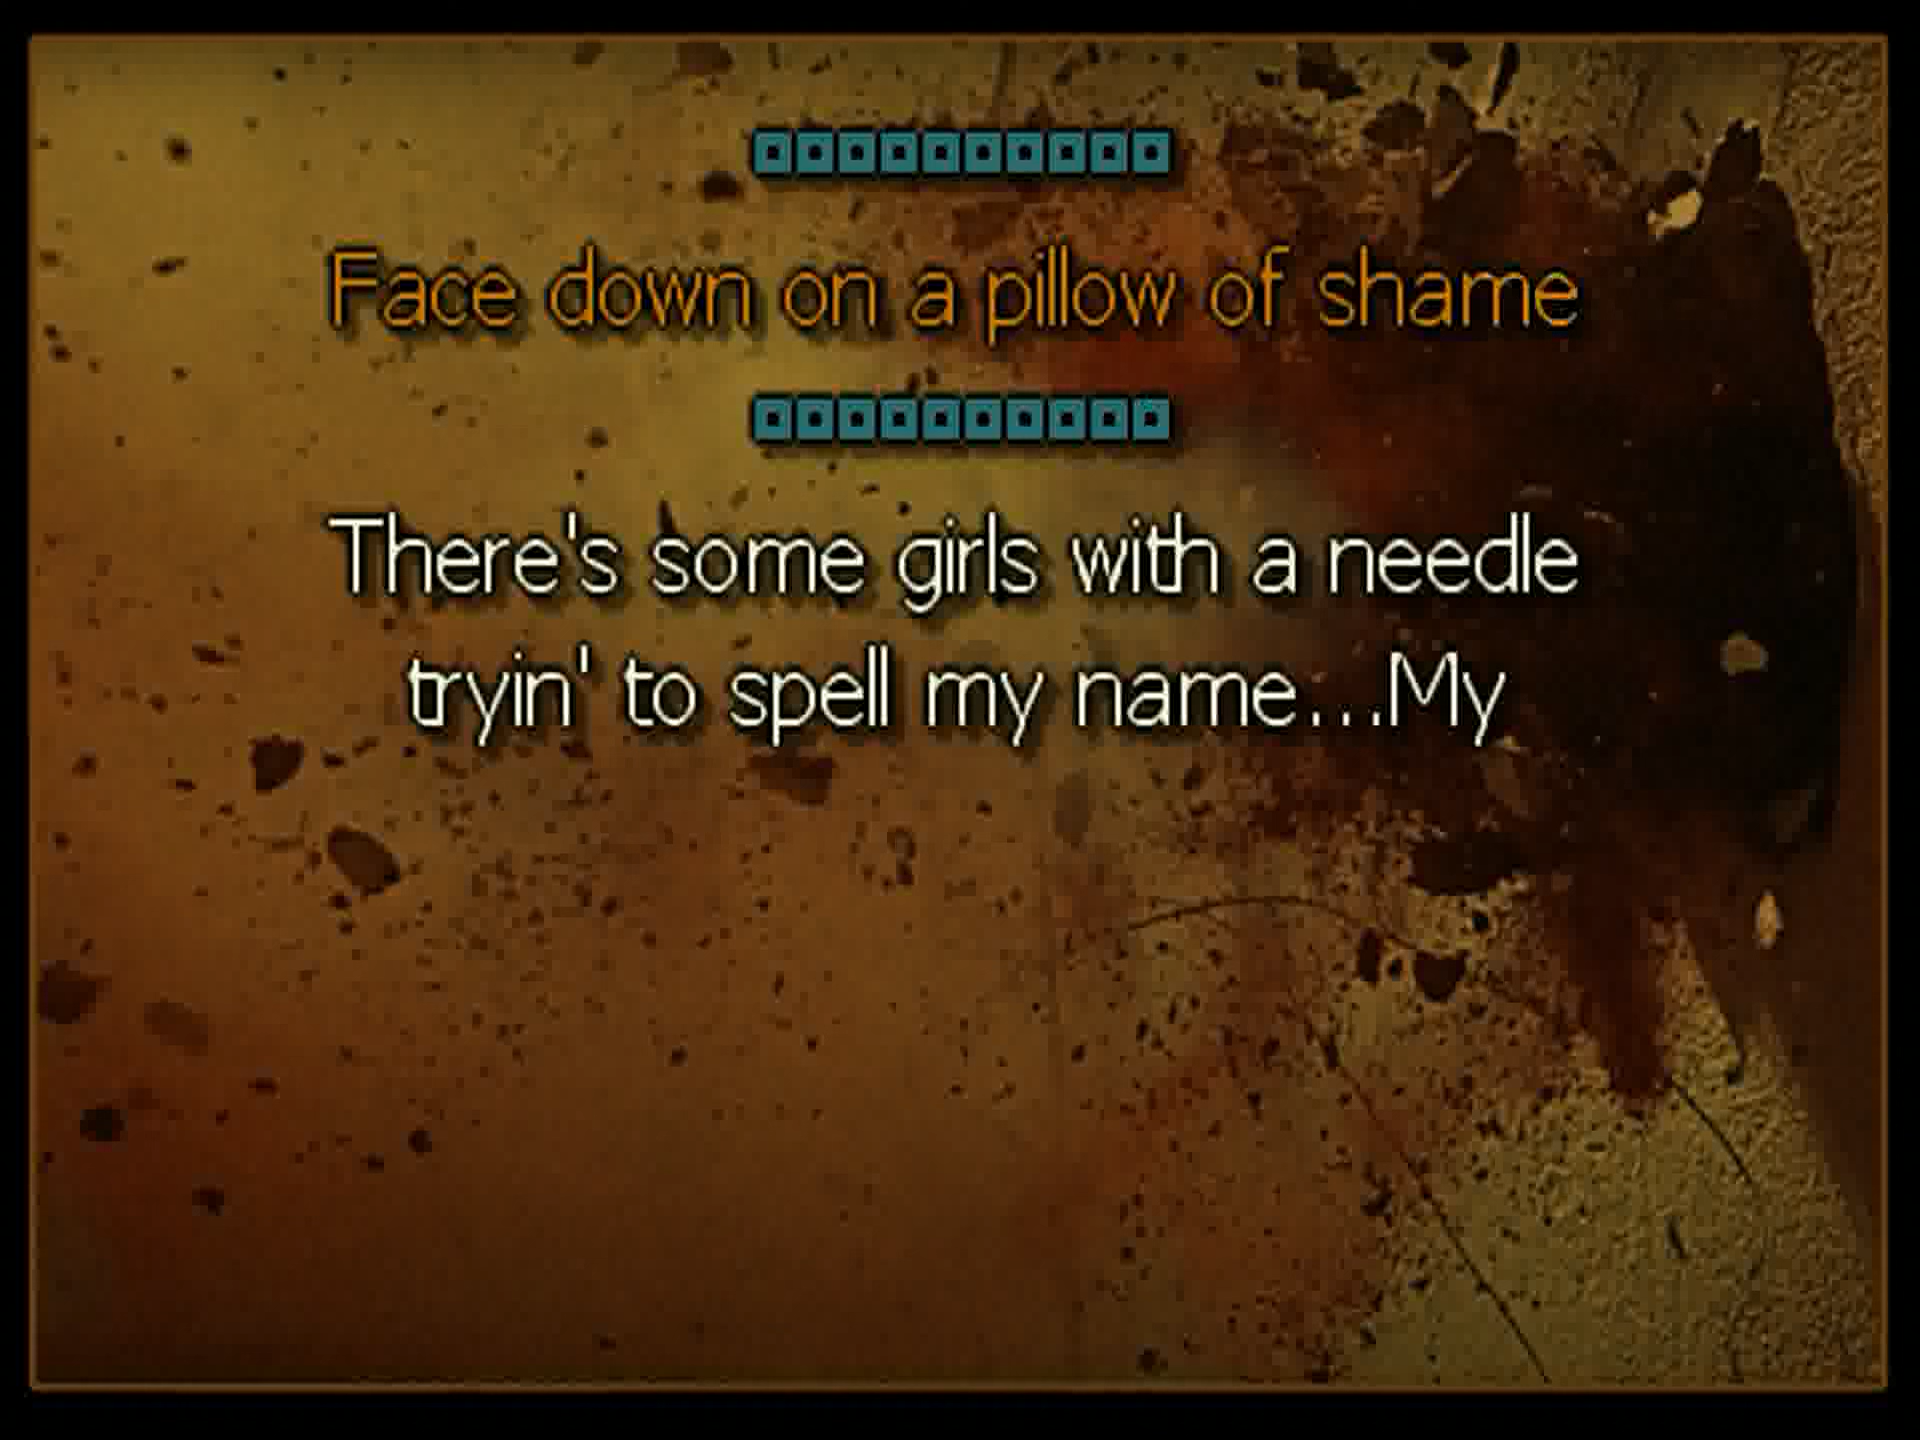 Face down on a pillow of shame
There's some girls with a needle
tryin' to spell my name...My